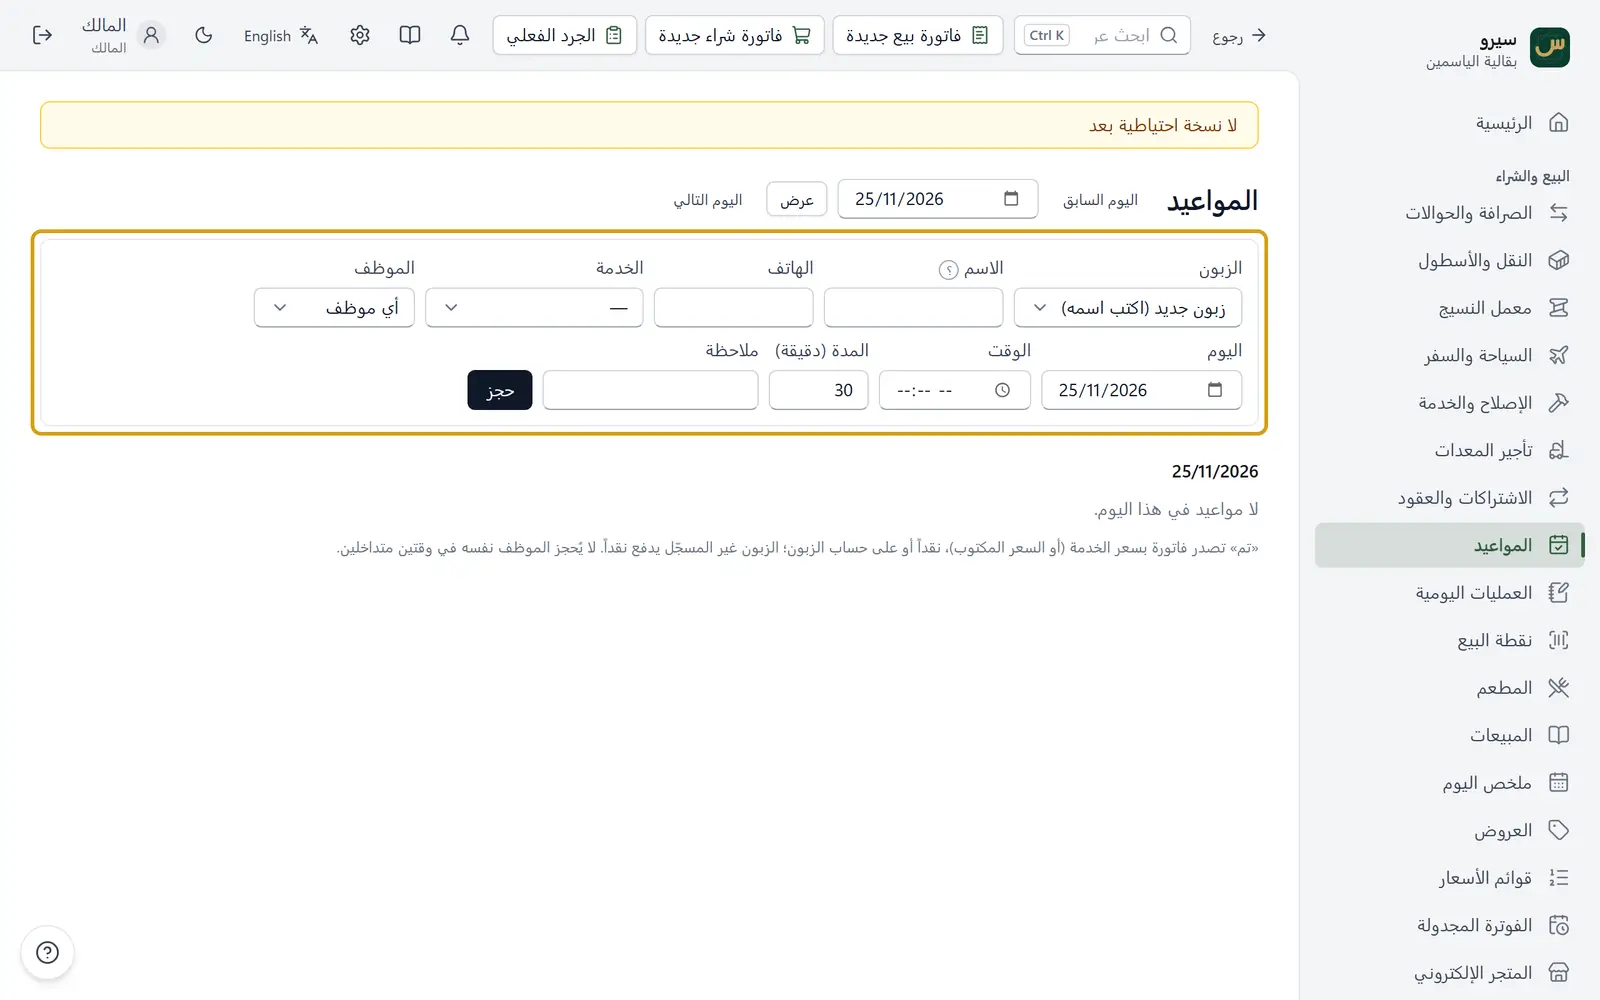 سيرو
بقالية الياسمين
رجوع
ابحث عر
Ctrl K
فاتورة بيع جديدة
فاتورة شراء جديدة
الجرد الفعلي
English
المالك
المالك
الرئيسية
البيع والشراء
الصرافة والحوالات
النقل والأسطول
معمل النسيج
السياحة والسفر
الإصلاح والخدمة
تأجير المعدات
الاشتراكات والعقود
المواعيد
العمليات اليومية
نقطة البيع
المطعم
المبيعات
ملخص اليوم
العروض
قوائم الأسعار
الفوترة المجدولة
المتجر الإلكتروني
لا نسخة احتياطية بعد
المواعيد
اليوم السابق
25/11/2026
عرض
اليوم التالي
الزبون
الاسم ؟
الهاتف
الخدمة
الموظف
زبون جديد (اكتب اسمه)
—
أي موظف
اليوم
الوقت
المدة (دقيقة)
ملاحظة
25/11/2026
--:-- --
30
حجز
25/11/2026
لا مواعيد في هذا اليوم.
«تم» تصدر فاتورة بسعر الخدمة (أو السعر المكتوب)، نقداً أو على حساب الزبون؛ الزبون غير المسجّل يدفع نقداً. لا يُحجز الموظف نفسه في وقتين متداخلين.